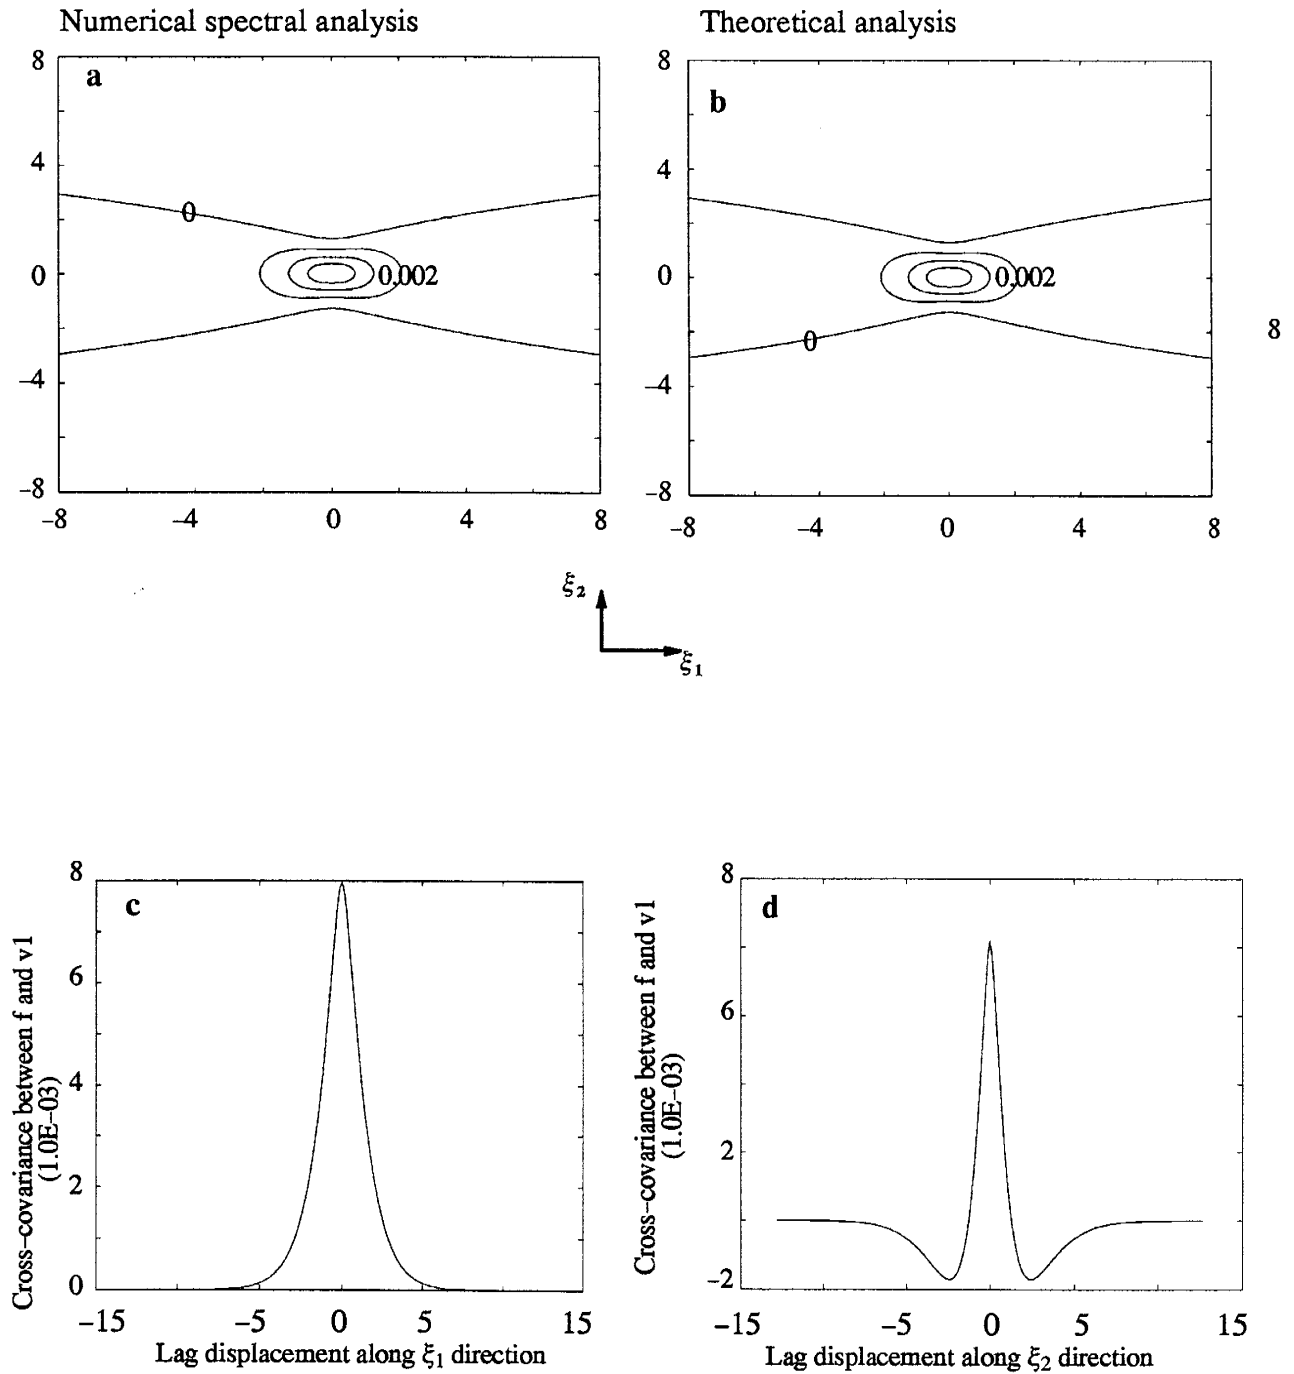 Numerical spectral analysis
Theoretical analysis
8
a
4
0
0
0.002
−4
−8
−8 −4 0 4 8
8
b
4
0
0.002
0
−4
−8
−8 −4 0 4 8
8
ξ2
ξ1
8
c
6
4
2
0
Cross−covariance between f and v1
(1.0E−03)
−15 −5 0 5 15
Lag displacement along ξ1 direction
8
d
6
2
−2
Cross−covariance between f and v1
(1.0E−03)
−15 −5 0 5 15
Lag displacement along ξ2 direction